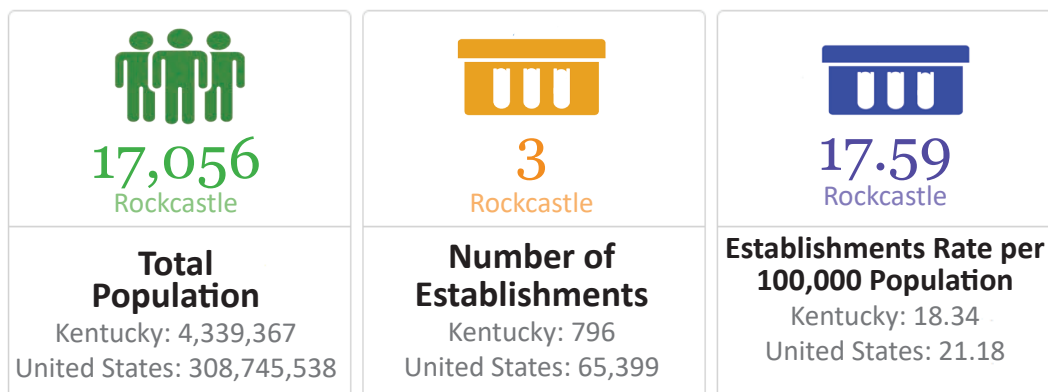 17,056
Rockcastle
Total
Population
Kentucky: 4,339,367
United States: 308,745,538
3
Rockcastle
Number of
Establishments
Kentucky: 796
United States: 65,399
17.59
Rockcastle
Establishments Rate per
100,000 Population
Kentucky: 18.34
United States: 21.18